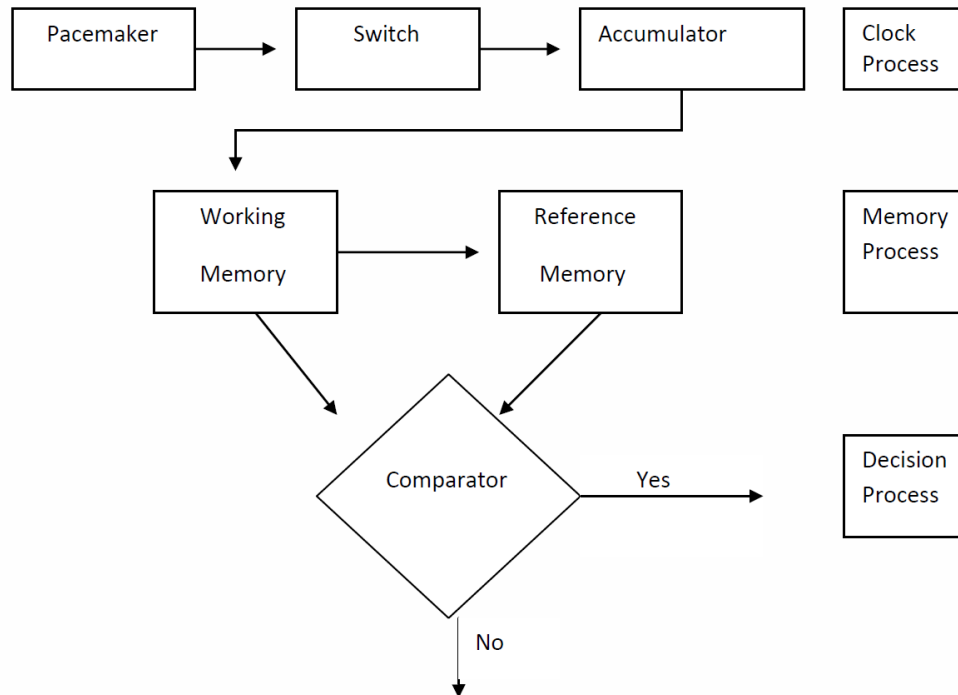 Pacemaker
Switch
Accumulator
Clock
Process
Working
Memory
Reference
Memory
Memory
Process
Comparator
Yes
Decision
Process
No